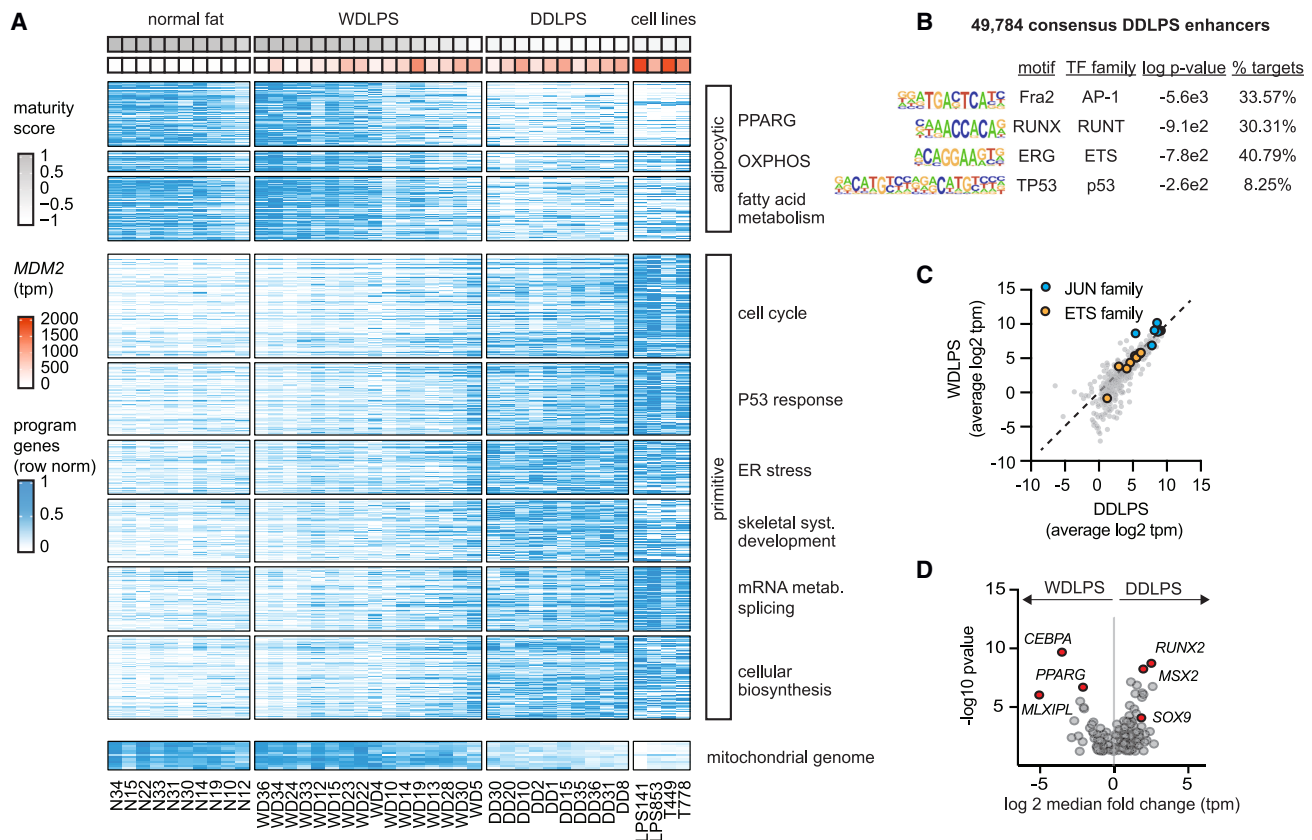 A
normal fat
WDLPS
DDLPS
cell lines
maturity
score
1
0.5
0
−0.5
−1
MDM2
(tpm)
2000
1500
1000
500
0
program
genes
(row norm)
1
0.5
0
adipocytic
PPARG
OXPHOS
fatty acid
metabolism
primitive
cell cycle
P53 response
ER stress
skeletal syst.
development
mRNA metab.
splicing
cellular
biosynthesis
mitochondrial genome
N34
N15
N22
N33
N31
N30
N14
N19
N10
N12
WD36
WD34
WD24
WD33
WD12
WD15
WD23
WD22
WD4
WD10
WD14
WD19
WD13
WD28
WD30
WD5
DD30
DD20
DD10
DD2
DD1
DD15
DD35
DD36
DD31
DD8
LPS141
LPS853
T449
T778
B
49,784 consensus DDLPS enhancers
motif TF family log p-value % targets
TGACTCA Fra2 AP-1 -5.6e3 33.57%
AACCACA RUNX RUNT -9.1e2 30.31%
ACAGGAAGTG ERG ETS -7.8e2 40.79%
TP53 p53 -2.6e2 8.25%
C
JUN family
ETS family
15
10
5
0
-5
-10
WDLPS
(average log2 tpm)
-10 -5 0 5 10 15
DDLPS
(average log2 tpm)
D
WDLPS DDLPS
15
10
5
-log10 pvalue
CEBPA
PPARG
MLXIPL
RUNX2
MSX2
SOX9
-5 0 5
log 2 median fold change (tpm)